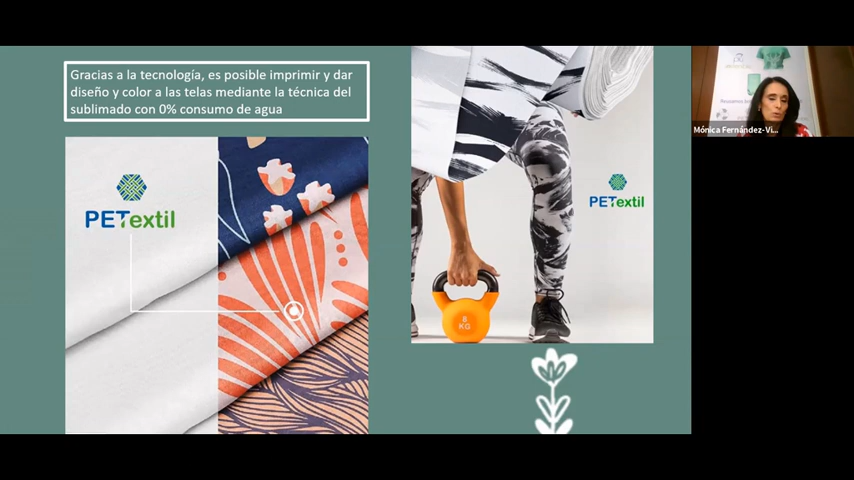 Gracias a la tecnología, es posible imprimir y dar
diseño y color a las telas mediante la técnica del
sublimado con 0% consumo de agua
PETextil
PETextil
8
KG
Mónica Fernández-Vi...